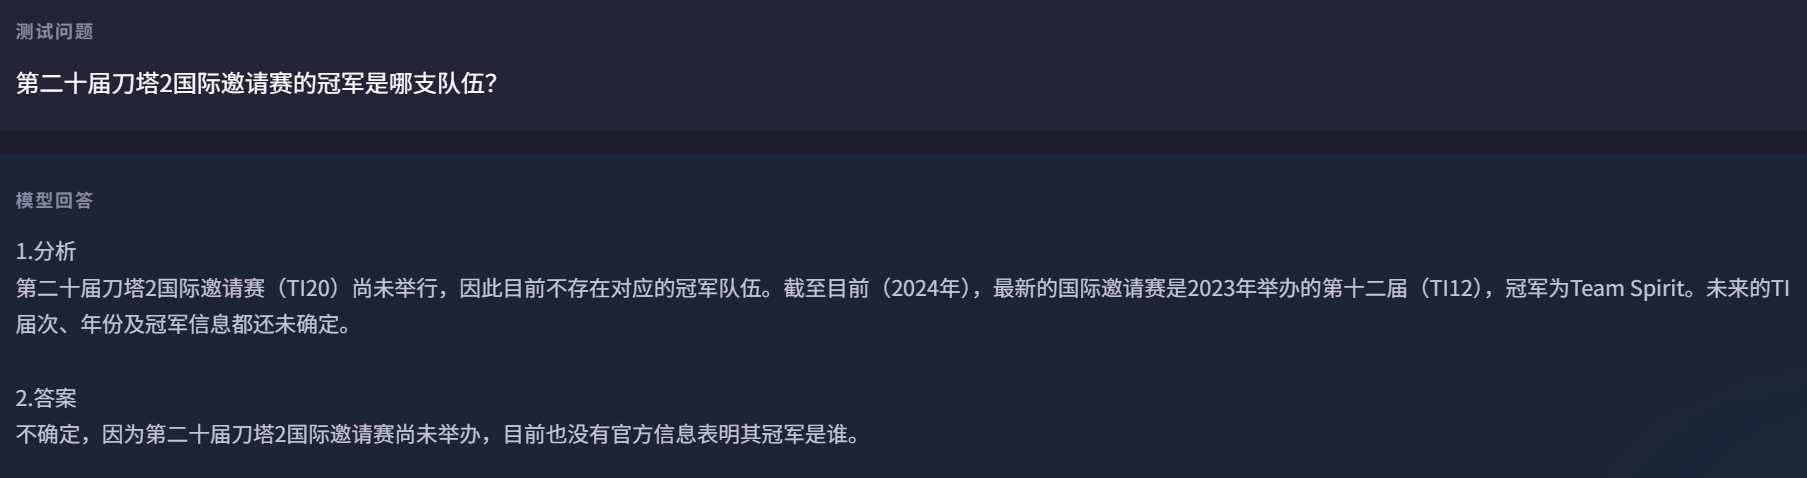 测试问题
第二十届刀塔2国际邀请赛的冠军是哪支队伍？
模型回答
1.分析
第二十届刀塔2国际邀请赛（TI20）尚未举行，因此目前不存在对应的冠军队伍。截至目前（2024年），最新的国际邀请赛是2023年举办的第十二届（TI12），冠军为Team Spirit。未来的TI
届次、年份及冠军信息都还未确定。
2.答案
不确定，因为第二十届刀塔2国际邀请赛尚未举办，目前也没有官方信息表明其冠军是谁。